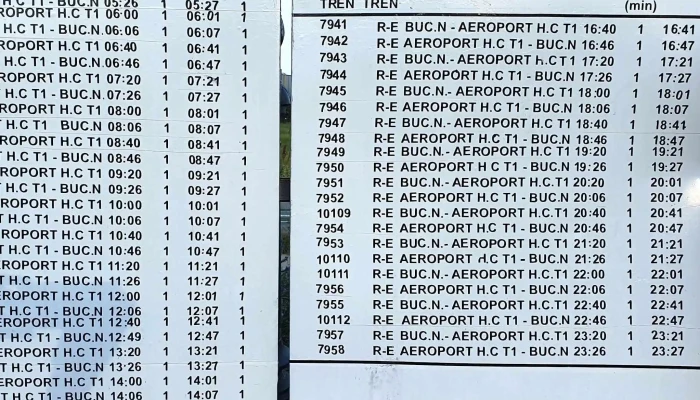 H C T1 - BUC.N 05:26 1 05:27 1
ROPORT H.C T1 06:00 1 06:01 1
H.C T1 - BUC.N.06:06 1 06:07 1
ROPORT H.C T1 06:40 1 06:41 1
H.C T1 - BUC.N.06:46 1 06:47 1
ROPORT H.C T1 07:20 1 07:21 1
H.C T1 - BUC.N.07:26 1 07:27 1
ROPORT H.C T1 08:00 1 08:01 1
H.C T1 BUC.N 08:06 1 08:07 1
ROPORT H.C T1 08:40 1 08:41 1
H.C T1 - BUC.N 08:46 1 08:47 1
ROPORT H.C T1 09:20 1 09:21 1
H.C T1 - BUC.N 09:26 1 09:27 1
ROPORT H.C T1 10:00 1 10:01 1
T H.C T1 - BUC.N 10:06 1 10:07 1
ROPORT H.C T1 10:40 1 10:41 1
T H.C T1 - BUC.N 10:46 1 10:47 1
EROPORT H.C T1 11:20 1 11:21 1
T H.C T1 - BUC.N 11:26 1 11:27 1
EROPORT H.C T1 12:00 1 12:01 1
T H.C T1 - BUC.N 12:06 1 12:07 1
EROPORT H.C T1 12:40 1 12:41 1
T H.C T1 - BUC.N.12:49 1 12:47 1
EROPORT H.C T1 13:20 1 13:21 1
T H.C T1 - BUC.N 13:26 1 13:27 1
EROPORT H.C T1 14:00 1 14:01 1
T H.C T1 - BUC.N 14:06 1 14:07 1
TREN TREN (min)
7941 R-E BUC.N - AEROPORT H.C T1 16:40 1 16:41
7942 R-E AEROPORT H.C T1 - BUC.N 16:46 1 16:47
7943 R-E BUC.N.- AEROPORT H.C T1 17:20 1 17:21
7944 R-E AEROPORT H.C T1 - BUC.N 17:26 1 17:27
7945 R-E BUC.N.- AEROPORT H.C T1 18:00 1 18:01
7946 R-E AEROPORT H.C T1 - BUC.N 18:06 1 18:07
7947 R-E BUC.N.- AEROPORT H.C T1 18:40 1 18:41
7948 R-E AEROPORT H.C T1 - BUC.N 18:46 1 18:47
7949 R-E BUC.N.- AEROPORT H.C T1 19:20 1 19:21
7950 R-E AEROPORT H C T1 - BUC.N 19:26 1 19:27
7951 R-E BUC.N.- AEROPORT H.C.T1 20:20 1 20:01
7952 R-E AEROPORT H.C T1 - BUC.N 20:06 1 20:07
10109 R-E BUC.N.- AEROPORT H.C.T1 20:40 1 20:41
7954 R-E AEROPORT H.C T1 - BUC.N 20:46 1 20:47
7953 R-E BUC.N.- AEROPORT H.C.T1 21:20 1 21:21
10110 R-E AEROPORT H.C T1 - BUC.N 21:26 1 21:27
10111 R-E BUC.N.- AEROPORT H.C.T1 22:00 1 22:01
7956 R-E AEROPORT H.C T1 - BUC.N 22:06 1 22:07
7955 R-E BUC.N.- AEROPORT H.C.T1 22:40 1 22:41
10112 R-E AEROPORT H.C T1 - BUC.N 22:46 1 22:47
7957 R-E BUC.N.- AEROPORT H.C T1 23:20 1 23:21
7958 R-E AEROPORT H.C T1 - BUC.N 23:26 1 23:27